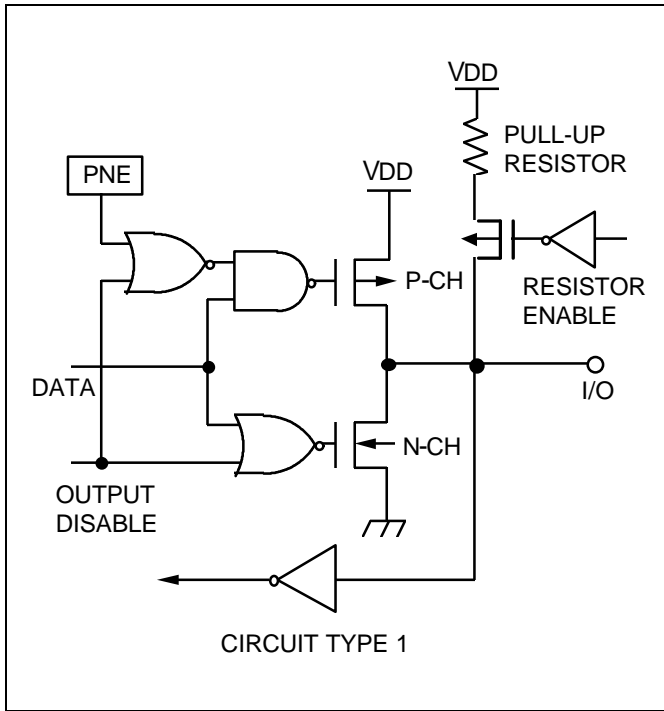 VDD
PULL-UP
RESISTOR
VDD
PNE
P-CH
RESISTOR
ENABLE
DATA
I/O
N-CH
OUTPUT
DISABLE
CIRCUIT TYPE 1